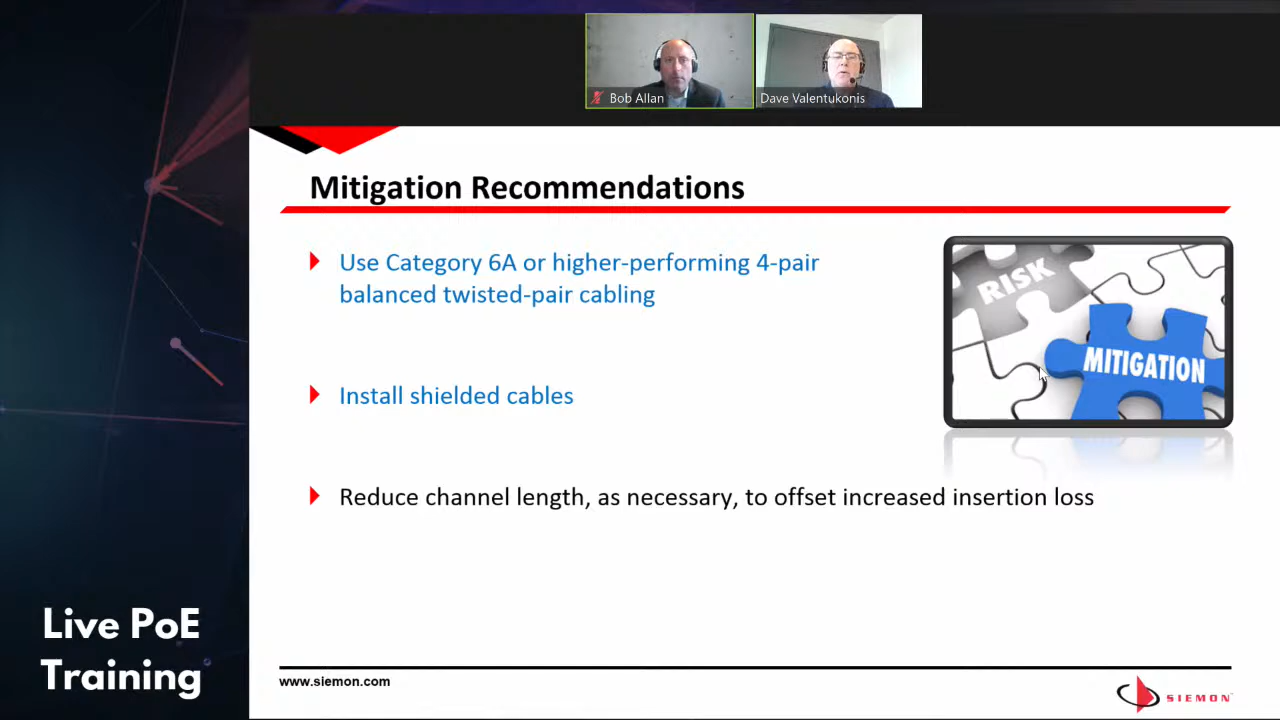 Bob Allan
Dave Valentukonis
Mitigation Recommendations
Use Category 6A or higher-performing 4-pair
balanced twisted-pair cabling
RISK
MITIGATION
Install shielded cables
Reduce channel length, as necessary, to offset increased insertion loss
Live PoE
Training
www.siemon.com
SIEMON